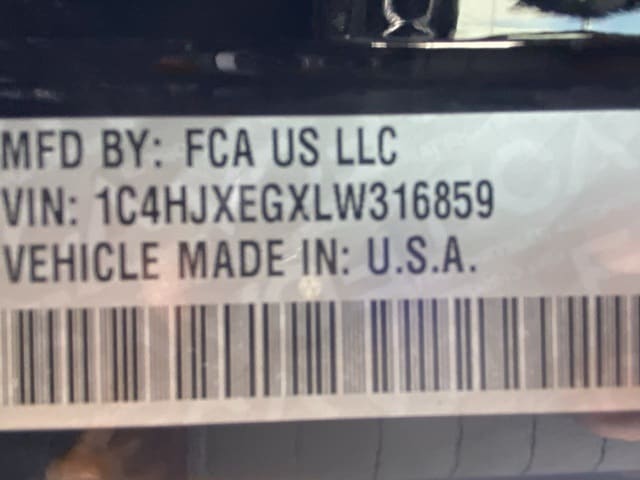 MFD BY: FCA US LLC
VIN: 1C4HJXEGXLW316859
VEHICLE MADE IN: U.S.A.